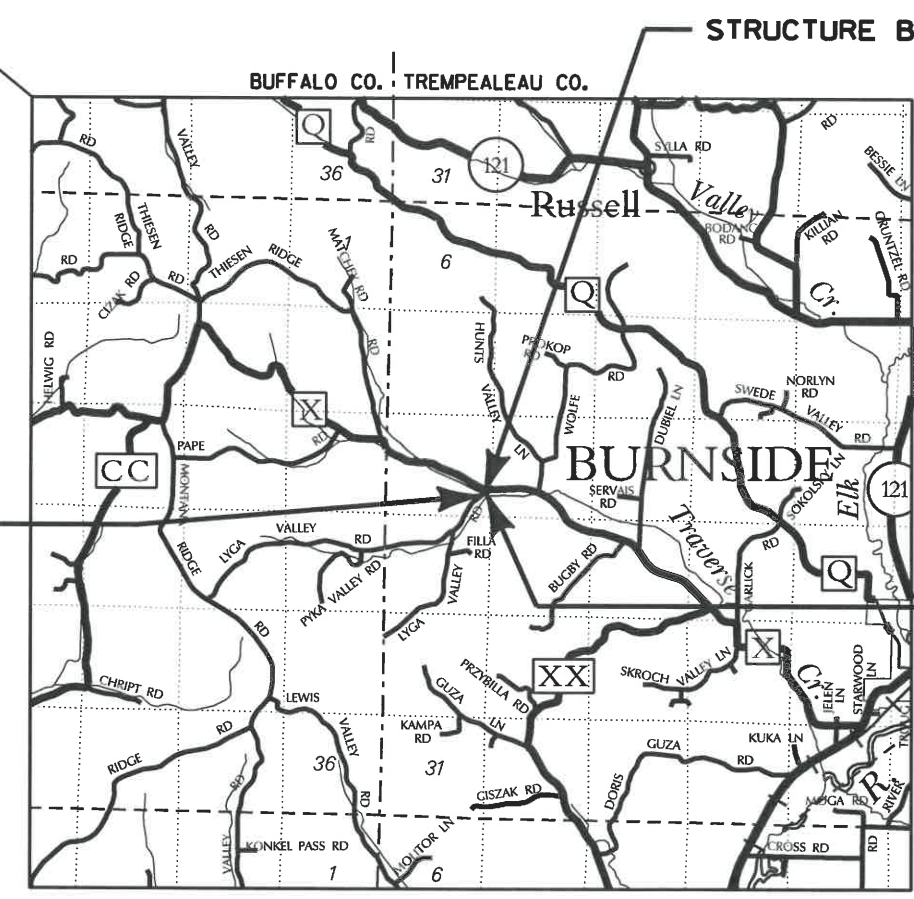 STRUCTURE B
BUFFALO CO. TREMPEALEAU CO.
Q
RD
36
31
121
SYLLA RD
RD
BESSIE LN
RD
VALLEY
Russell
Valley
BODANG
RD
KILLIAN
RD
GRUNTZEL RD
THIESEN
RIDGE
RD
THIESEN RIDGE
MATCHEY RD
6
RD
RD
CIZAK RD
Q
Cr.
HELWIG RD
RD
HUNTS
VALLEY
LN
PROKOP
RD
RD
WOLFE
DUBIEL LN
NORLYN
RD
SWEDE
VALLEY
RD
X
RD
PAPE
CC
MONTANA
RIDGE
RD
BURNSIDE
SERVAIS
RD
SOKOLSKY LN
Elk
121
RD
VALLEY
LYGA
RD
FILLA
RD
Traverse
RD
PYKA VALLEY RD
VALLEY
LYGA
BUGBY RD
GARLICK
Q
X
XX
SKROCH VALLEY LN
Cr.
JELEN
LN
STARWOOD
LN
CHRIPT RD
LEWIS
VALLEY
RD
PRZYBILLA RD
GUZA
LN
KAMPA
RD
KUKA LN
X
RIDGE
RD
36
31
GUZA
RD
DORIS
R.
RIVER
GISZAK RD
MOGA RD
RD
VALLEY
KONKEL PASS RD
MOUTOR LN
CROSS RD
RD
1
6